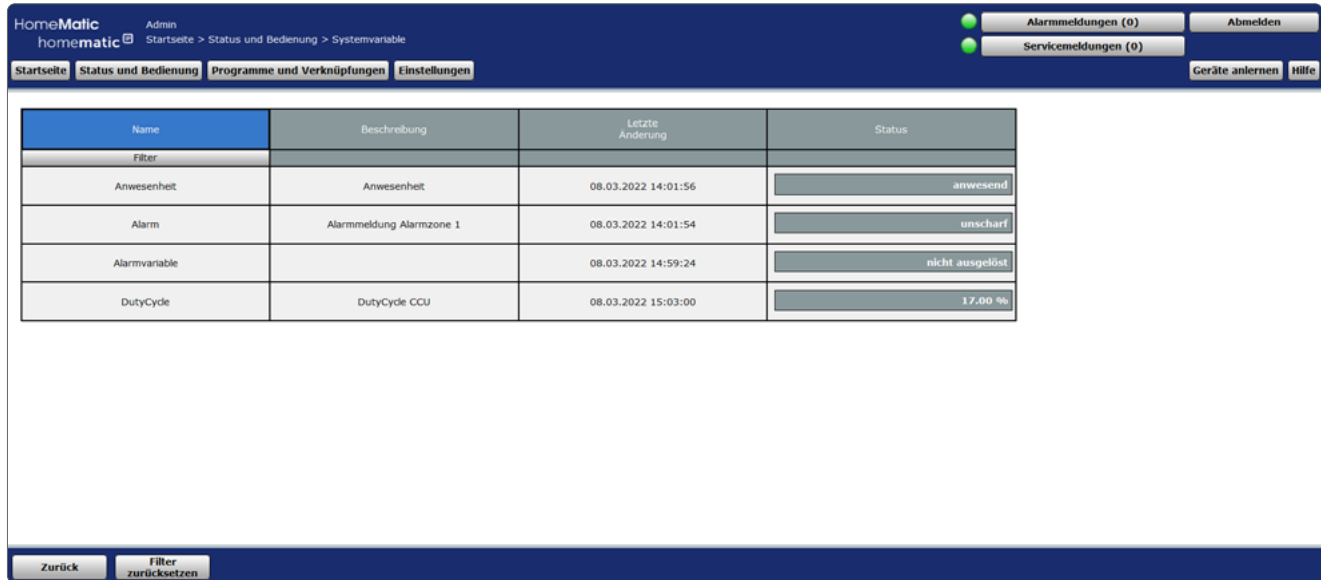 HomeMatic
Admin
homematic IP
Startseite > Status und Bedienung > Systemvariable
Alarmmeldungen (0)
Abmelden
Servicemeldungen (0)
Startseite Status und Bedienung Programme und Verknüpfungen Einstellungen
Geräte anlernen Hilfe
Name Beschreibung Letzte
Änderung Status
Filter
Anwesenheit Anwesenheit 08.03.2022 14:01:56 anwesend
Alarm Alarmmeldung Alarmzone 1 08.03.2022 14:01:54 unscharf
Alarmvariable 08.03.2022 14:59:24 nicht ausgelöst
DutyCycle DutyCycle CCU 08.03.2022 15:03:00 17.00 %
Zurück
Filter
zurücksetzen